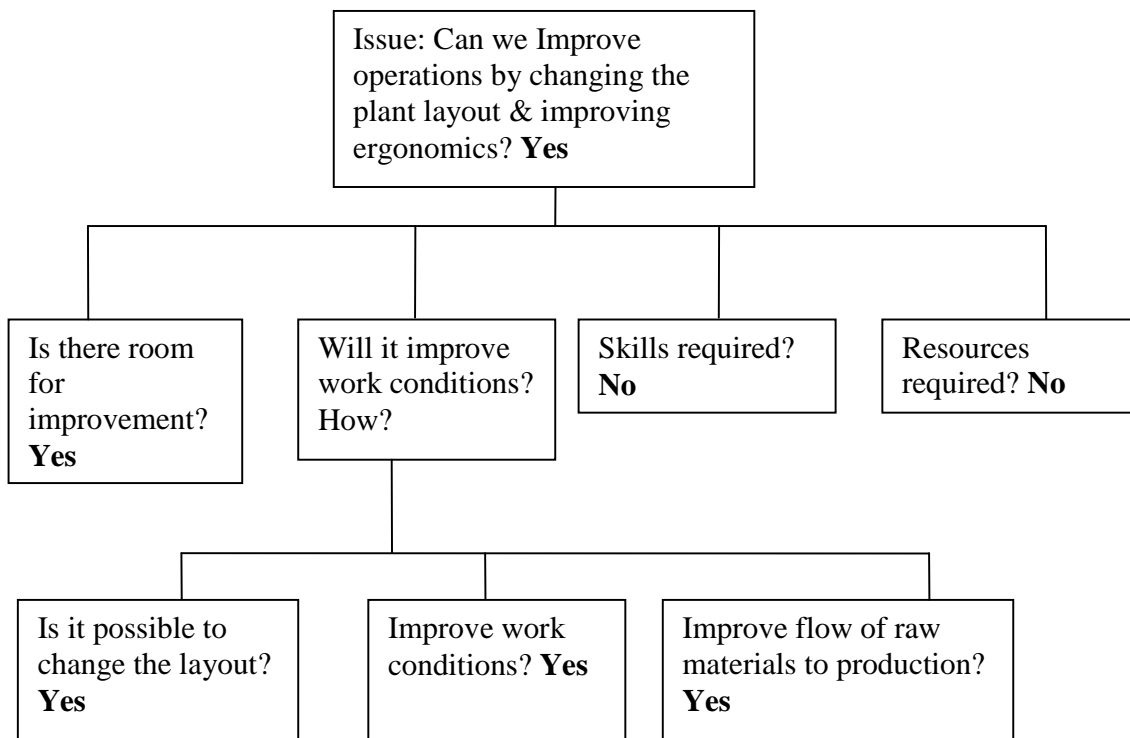 Issue: Can we Improve
operations by changing the
plant layout & improving
ergonomics? Yes
Is there room
for
improvement?
Yes
Will it improve
work conditions?
How?
Skills required?
No
Resources
required? No
Is it possible to
change the layout?
Yes
Improve work
conditions? Yes
Improve flow of raw
materials to production?
Yes